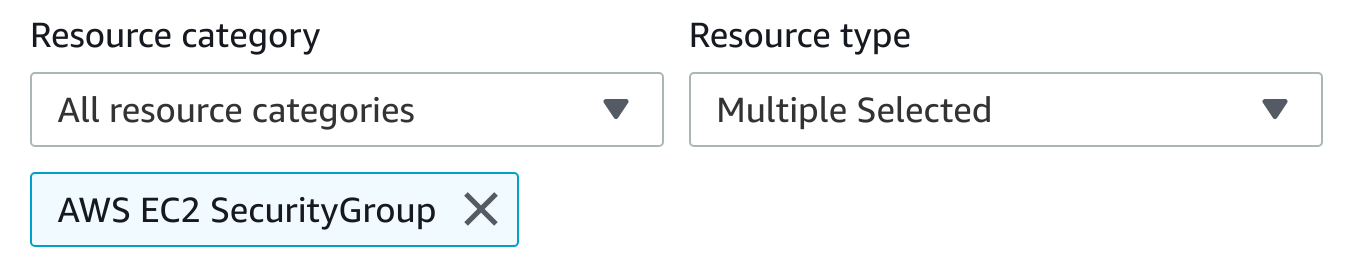 Resource category
Resource type
All resource categories
Multiple Selected
AWS EC2 SecurityGroup